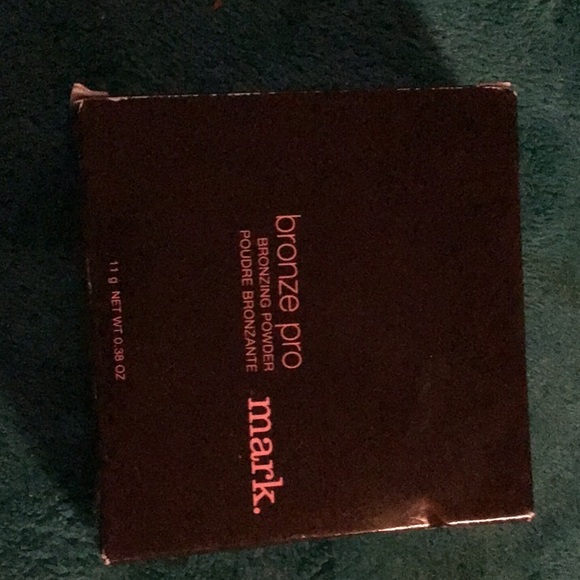 bronze pro
BRONZING POWDER
POUDRE BRONZANTE
mark.
11 g NET WT 0.38 OZ